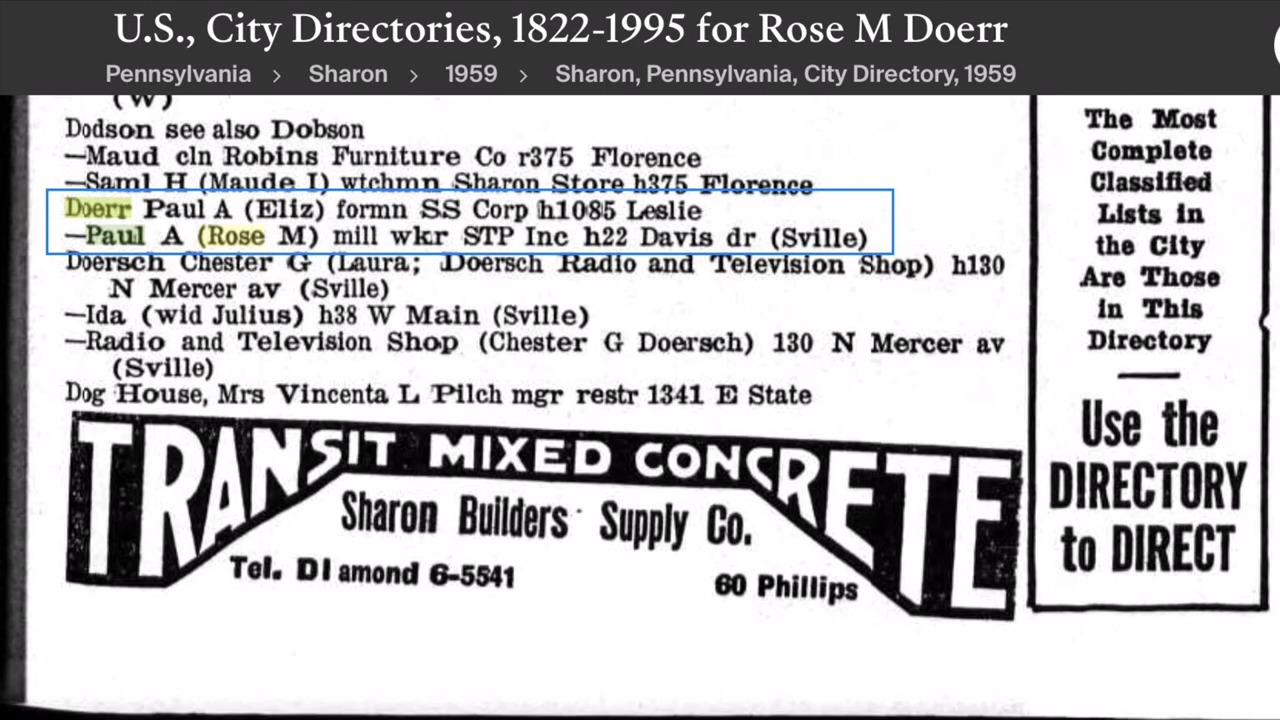 U.S., City Directories, 1822-1995 for Rose M Doerr
Pennsylvania > Sharon > 1959 > Sharon, Pennsylvania, City Directory, 1959
(W)
Dodson see also Dobson
—Maud cln Robins Furniture Co r375 Florence
—Saml H (Maude I) wtchmn Sharon Store h375 Florence
Doerr Paul A (Eliz) formn SS Corp h1085 Leslie
—Paul A (Rose M) mill wkr STP Inc h22 Davis dr (Sville)
Doersch Chester G (Laura; Doersch Radio and Television Shop) h130
N Mercer av (Sville)
—Ida (wid Julius) h38 W Main (Sville)
—Radio and Television Shop (Chester G Doersch) 130 N Mercer av
(Sville)
Dog House, Mrs Vincenta L Pilch mgr restr 1341 E State
TRANSIT MIXED CONCRETE
Sharon Builders Supply Co.
Tel. DIamond 6-5541
60 Phillips
The Most
Complete
Classified
Lists in
the City
Are Those
in This
Directory
Use the
DIRECTORY
to DIRECT